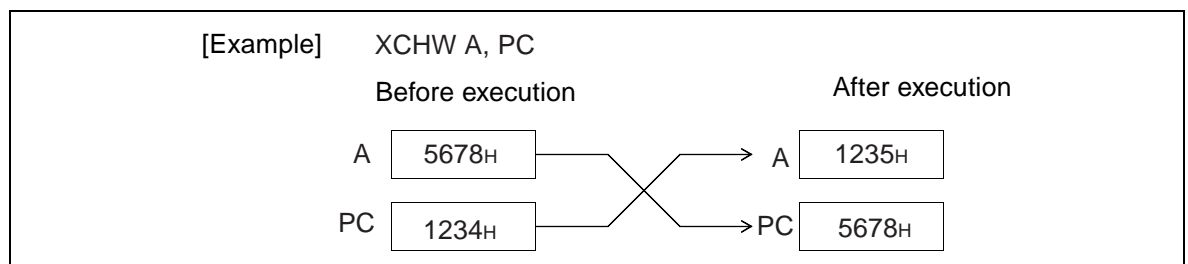 [Example] XCHW A, PC
Before execution After execution
A 5678H A 1235H
PC 1234H PC 5678H